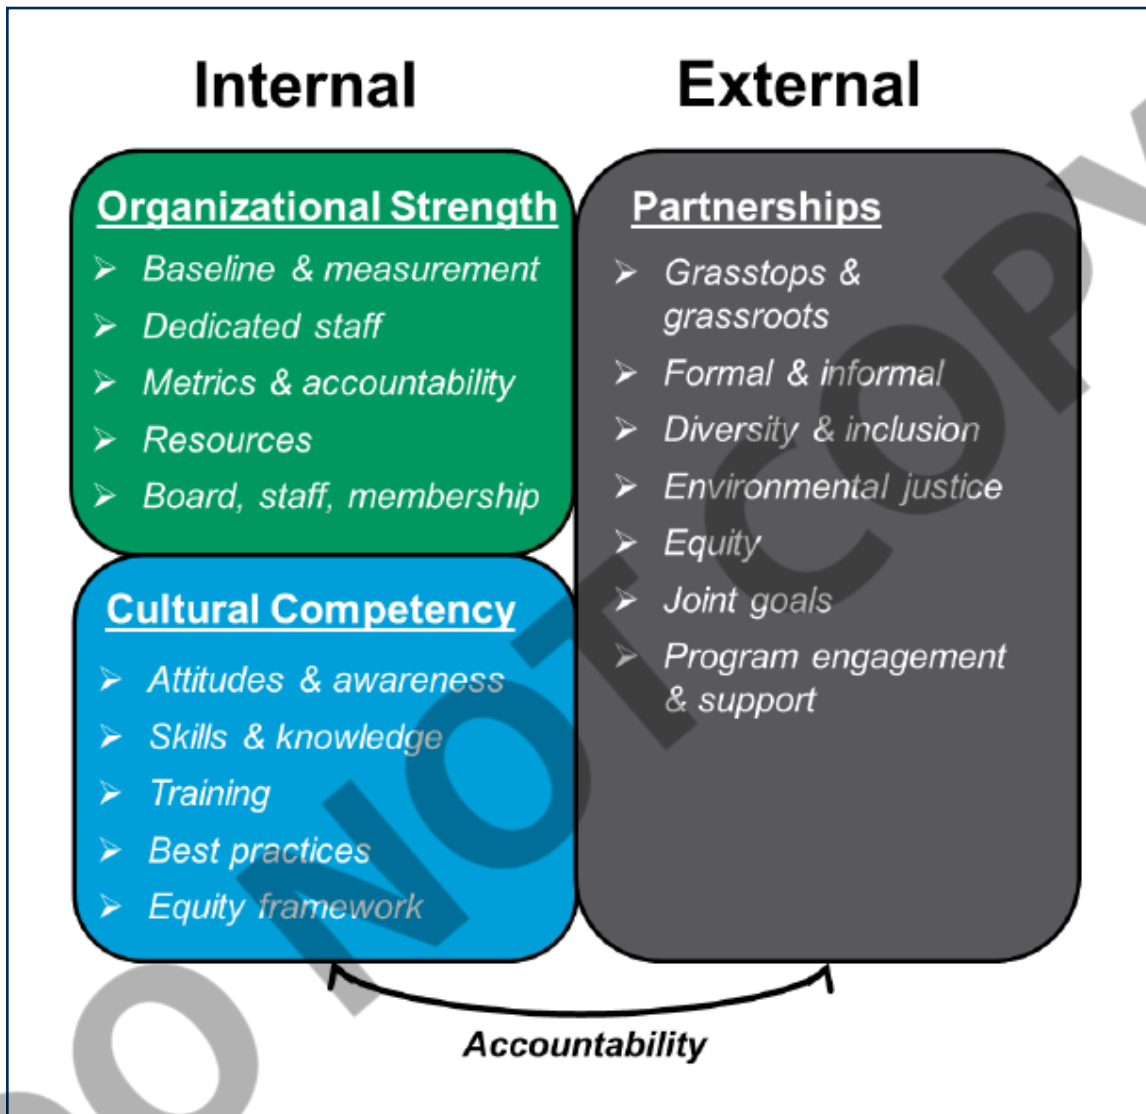 Internal
External
Organizational Strength
➢ Baseline & measurement
➢ Dedicated staff
➢ Metrics & accountability
➢ Resources
➢ Board, staff, membership
Cultural Competency
➢ Attitudes & awareness
➢ Skills & knowledge
➢ Training
➢ Best practices
➢ Equity framework
Partnerships
➢ Grasstops &
grassroots
➢ Formal & informal
➢ Diversity & inclusion
➢ Environmental justice
➢ Equity
➢ Joint goals
➢ Program engagement
& support
Accountability
DO NOT COPY